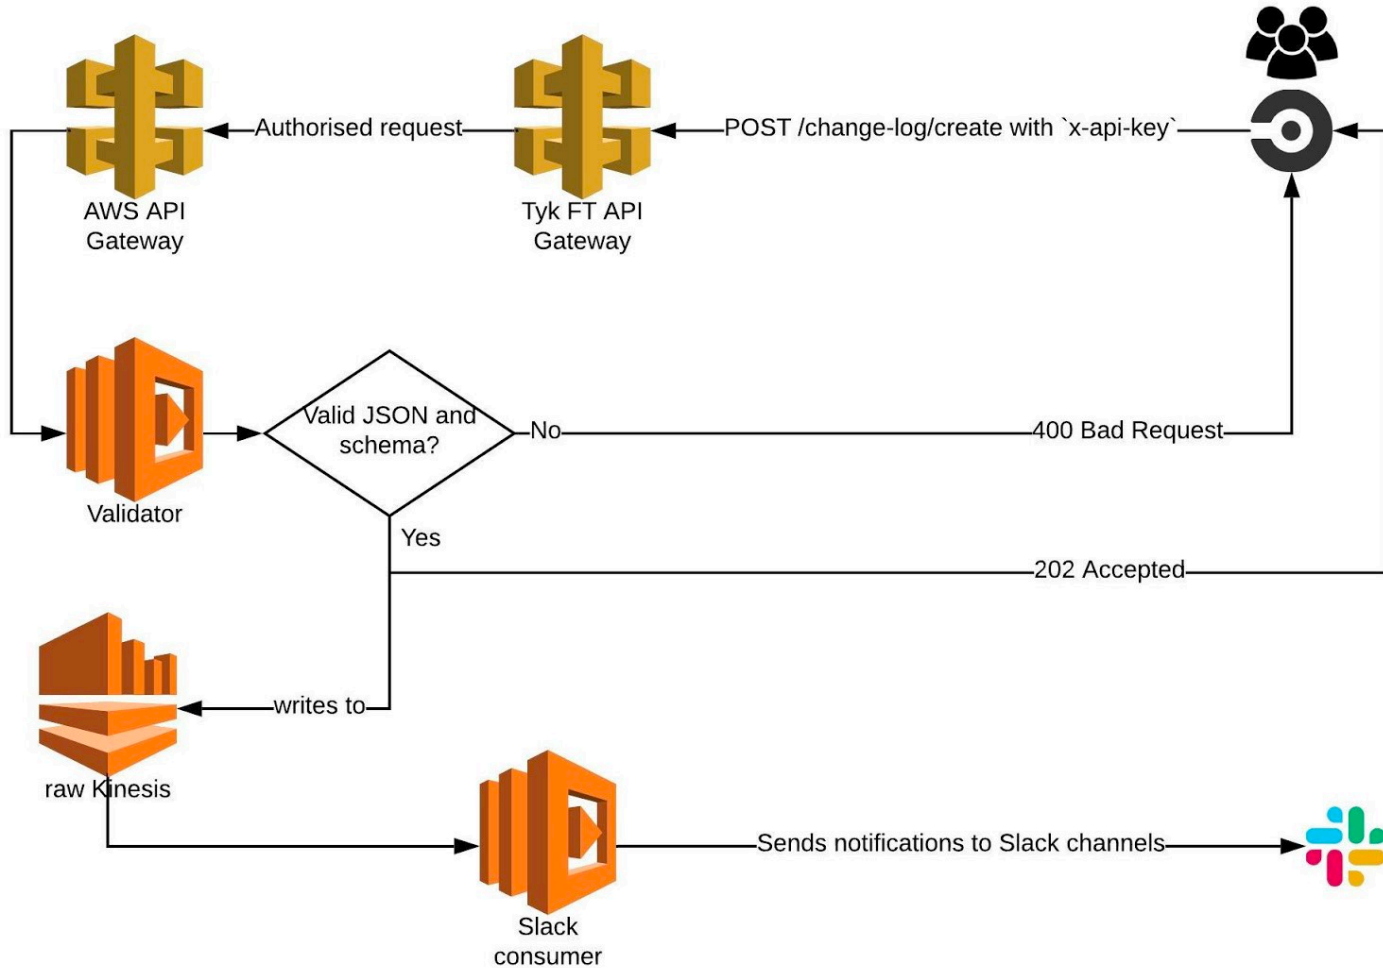 Authorised request
POST /change-log/create with `x-api-key`
AWS API
Gateway
Tyk FT API
Gateway
Valid JSON and
schema?
No
400 Bad Request
Validator
Yes
202 Accepted
writes to
raw Kinesis
Sends notifications to Slack channels
Slack
consumer